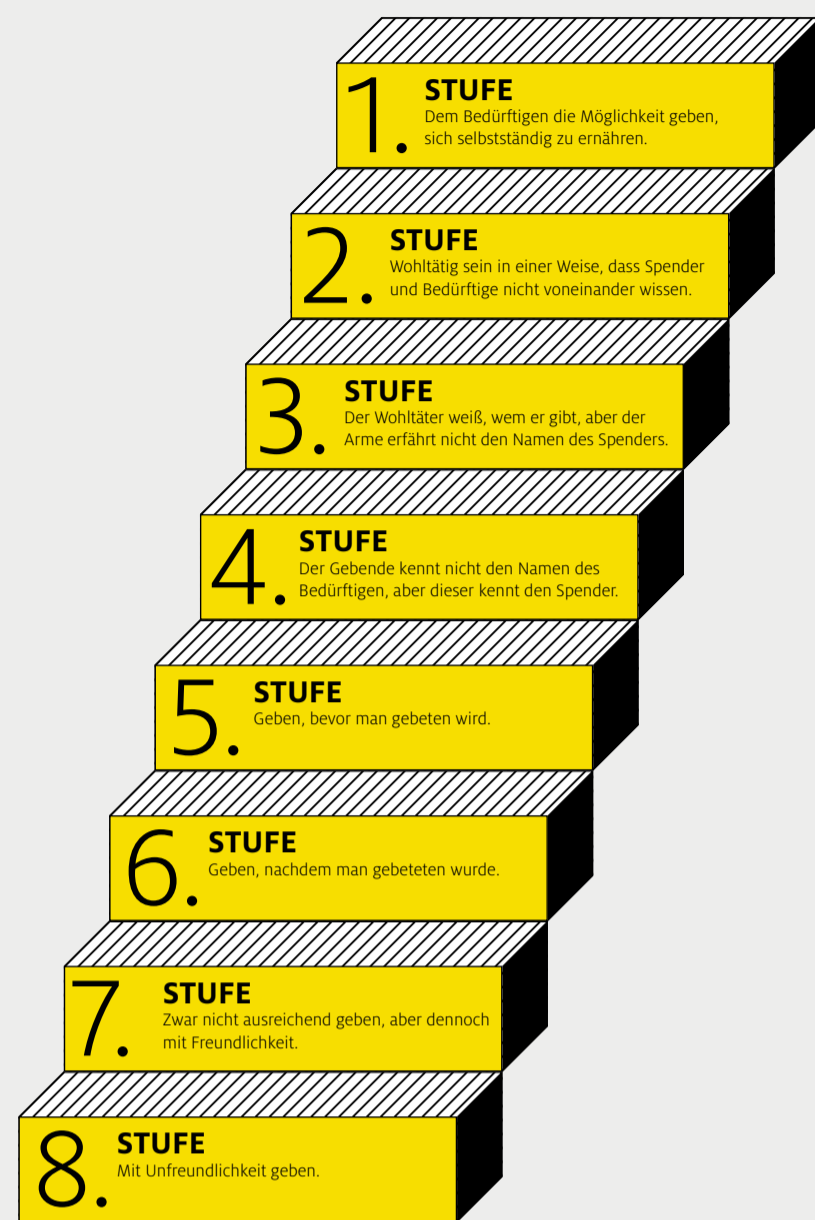 1. STUFE
Dem Bedürftigen die Möglichkeit geben,
sich selbstständig zu ernähren.
2. STUFE
Wohltätig sein in einer Weise, dass Spender
und Bedürftige nicht voneinander wissen.
3. STUFE
Der Wohltäter weiß, wem er gibt, aber der
Arme erfährt nicht den Namen des Spenders.
4. STUFE
Der Gebende kennt nicht den Namen des
Bedürftigen, aber dieser kennt den Spender.
5. STUFE
Geben, bevor man gebeten wird.
6. STUFE
Geben, nachdem man gebeteten wurde.
7. STUFE
Zwar nicht ausreichend geben, aber dennoch
mit Freundlichkeit.
8. STUFE
Mit Unfreundlichkeit geben.